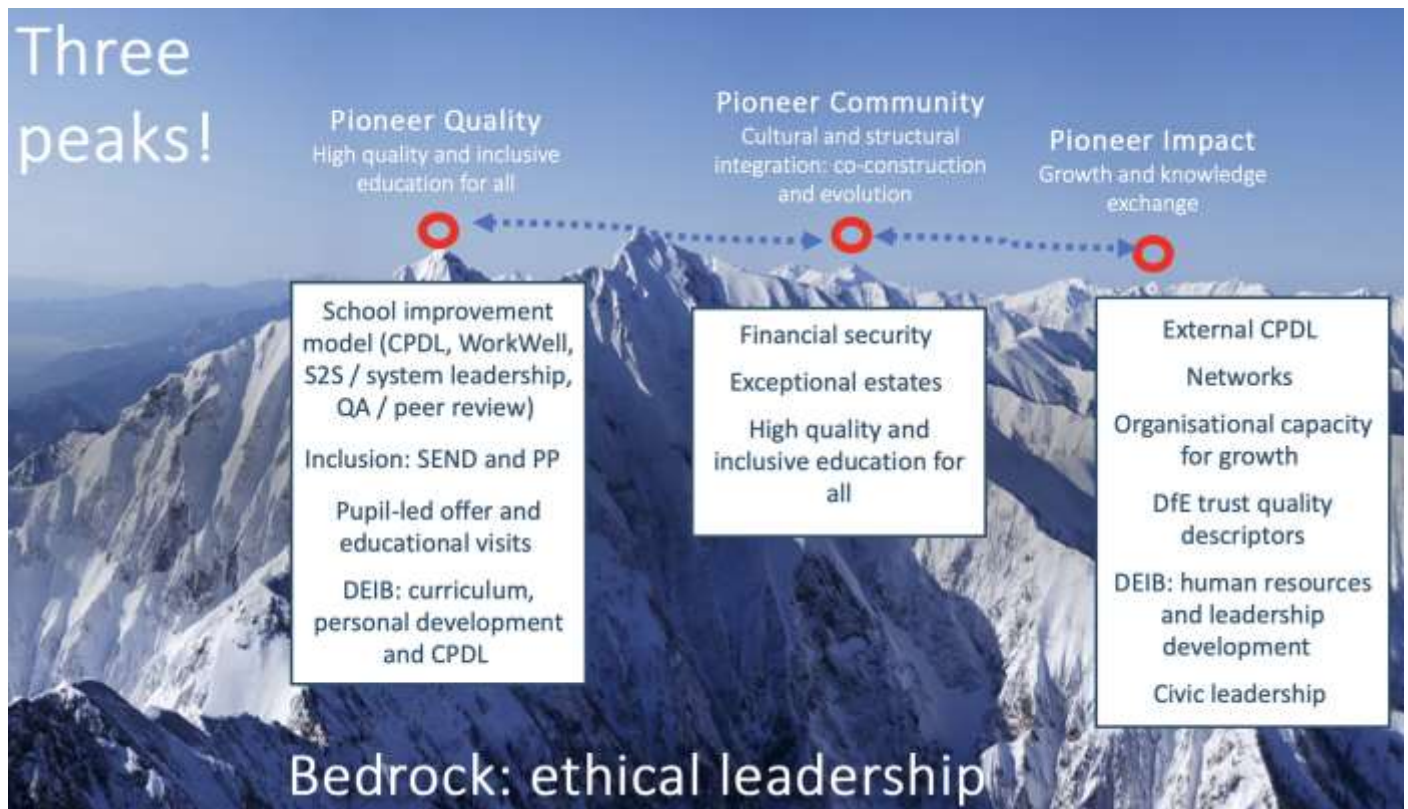 Three
peaks!
Pioneer Quality
High quality and inclusive
education for all
Pioneer Community
Cultural and structural
integration: co-construction
and evolution
Pioneer Impact
Growth and knowledge
exchange
School improvement
model (CPDL, WorkWell,
S2S / system leadership,
QA / peer review)
Inclusion: SEND and PP
Pupil-led offer and
educational visits
DEIB: curriculum,
personal development
and CPDL
Financial security
Exceptional estates
High quality and
inclusive education for
all
External CPDL
Networks
Organisational capacity
for growth
DfE trust quality
descriptors
DEIB: human resources
and leadership
development
Civic leadership
Bedrock: ethical leadership